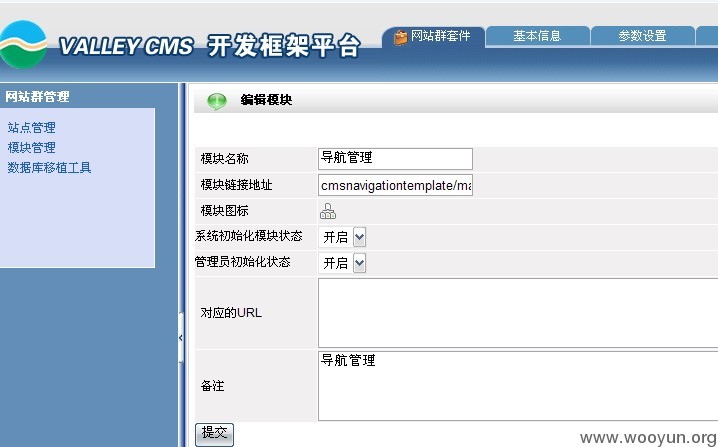 VALLEY CMS 开发框架平台
网站群套件 基本信息 参数设置
网站群管理
站点管理
模块管理
数据库移植工具
编辑模块
模块名称 导航管理
模块链接地址 cmsnavigationtemplate/ma
模块图标
系统初始化模块状态 开启
管理员初始化状态 开启
对应的URL
导航管理
备注
提交
www.wooyun.org